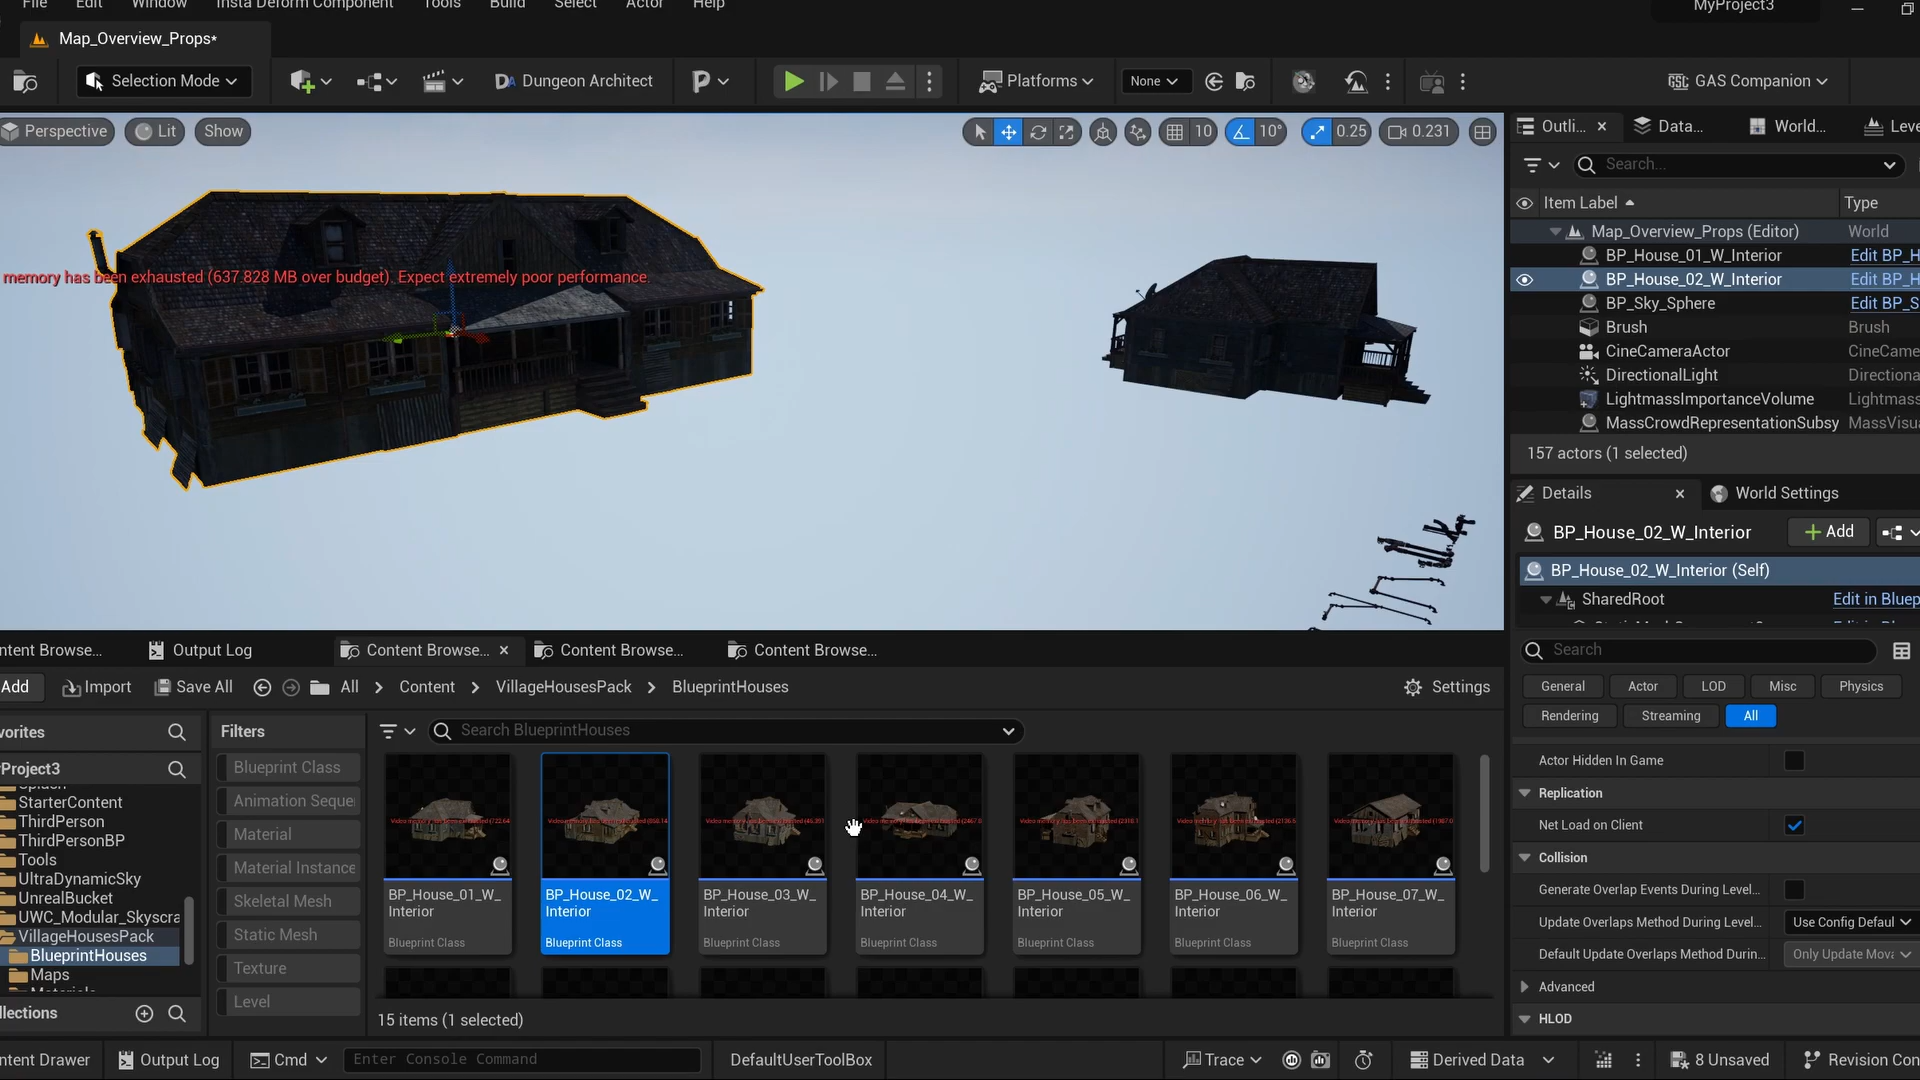 File Edit Window Insta Deform Component Tools Build Select Actor Help MyProject3
Map_Overview_Props*
Selection Mode Dungeon Architect Platforms None GAS Companion
Perspective Lit Show 10 10° 0.25 0.231
memory has been exhausted (637.828 MB over budget). Expect extremely poor performance.
Outli... Data... World... Leve
Search...
Item Label Type
Map_Overview_Props (Editor) World
BP_House_01_W_Interior Edit BP_H
BP_House_02_W_Interior Edit BP_H
BP_Sky_Sphere Edit BP_S
Brush Brush
CineCameraActor CineCame
DirectionalLight Directiona
LightmassImportanceVolume Lightmass
MassCrowdRepresentationSubsy MassVisua
157 actors (1 selected)
Details World Settings
BP_House_02_W_Interior Add
BP_House_02_W_Interior (Self)
SharedRoot Edit in Bluep
Search
General Actor LOD Misc Physics
Rendering Streaming All
Actor Hidden In Game
Replication
Net Load on Client
Collision
Generate Overlap Events During Level...
Update Overlaps Method During Level... Use Config Defaul
Default Update Overlaps Method Durin... Only Update Mova
Advanced
HLOD
ntent Browse... Output Log Content Browse... Content Browse... Content Browse...
Add Import Save All All Content VillageHousesPack BlueprintHouses Settings
vorites
yProject3
StarterContent
ThirdPerson
ThirdPersonBP
Tools
UltraDynamicSky
UnrealBucket
UWC_Modular_Skyscra
VillageHousesPack
BlueprintHouses
Maps
llections
Filters
Blueprint Class
Animation Seque
Material
Material Instance
Skeletal Mesh
Static Mesh
Texture
Level
Search BlueprintHouses
BP_House_01_W_
Interior
Blueprint Class
BP_House_02_W_
Interior
Blueprint Class
BP_House_03_W_
Interior
Blueprint Class
BP_House_04_W_
Interior
Blueprint Class
BP_House_05_W_
Interior
Blueprint Class
BP_House_06_W_
Interior
Blueprint Class
BP_House_07_W_
Interior
Blueprint Class
15 items (1 selected)
ntent Drawer Output Log Cmd Enter Console Command DefaultUserToolBox Trace Derived Data 8 Unsaved Revision Con